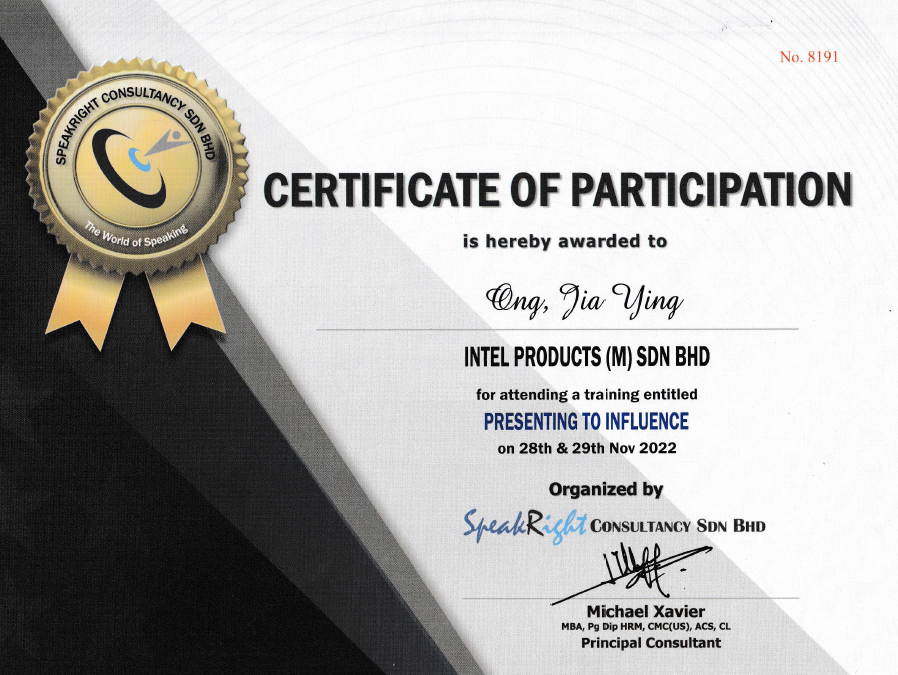 No. 8191
SPEAKRIGHT CONSULTANCY SDN BHD
The World of Speaking
CERTIFICATE OF PARTICIPATION
is hereby awarded to
Ong, Jia Ying
INTEL PRODUCTS (M) SDN BHD
for attending a training entitled
PRESENTING TO INFLUENCE
on 28th & 29th Nov 2022
Organized by
SpeakRight CONSULTANCY SDN BHD
Michael Xavier
MBA, Pg Dip HRM, CMC(US), ACS, CL
Principal Consultant